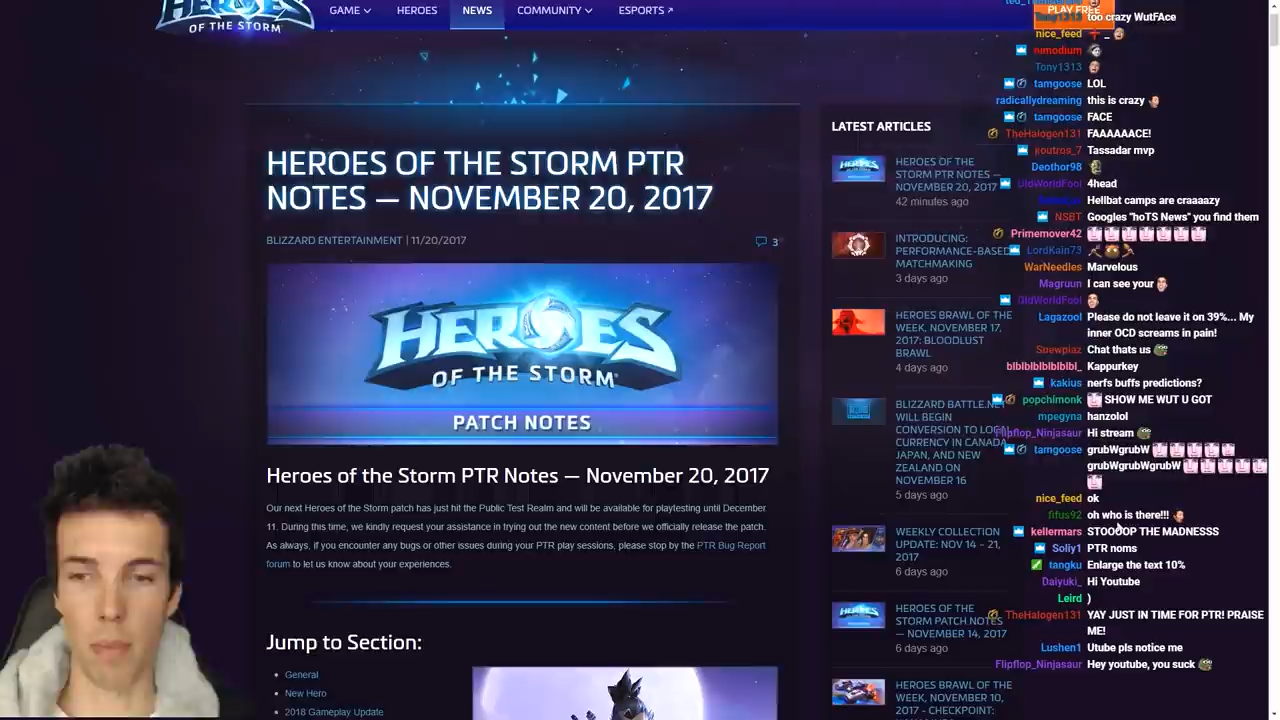 HEROES
OF THE STORM
GAME
HEROES
NEWS
COMMUNITY
ESPORTS
PLAY FREE
HEROES OF THE STORM PTR
NOTES — NOVEMBER 20, 2017
BLIZZARD ENTERTAINMENT | 11/20/2017
3
HEROES
OF THE STORM
PATCH NOTES
Heroes of the Storm PTR Notes — November 20, 2017
Our next Heroes of the Storm patch has just hit the Public Test Realm and will be available for playtesting until December
11. During this time, we kindly request your assistance in trying out the new content before we officially release the patch.
As always, if you encounter any bugs or other issues during your PTR play sessions, please stop by the PTR Bug Report
forum to let us know about your experiences.
Jump to Section:
General
New Hero
2018 Gameplay Update
LATEST ARTICLES
HEROES OF THE
STORM PTR NOTES —
NOVEMBER 20, 2017
42 minutes ago
INTRODUCING:
PERFORMANCE-BASED
MATCHMAKING
3 days ago
HEROES BRAWL OF THE
WEEK, NOVEMBER 17,
2017: BLOODLUST
BRAWL
4 days ago
BLIZZARD BATTLE.NET
WILL BEGIN
CONVERSION TO LOCAL
CURRENCY IN CANADA,
JAPAN, AND NEW
ZEALAND ON
NOVEMBER 16
5 days ago
WEEKLY COLLECTION
UPDATE: NOV 14 - 21,
2017
6 days ago
HEROES OF THE
STORM PATCH NOTES
— NOVEMBER 14, 2017
6 days ago
HEROES BRAWL OF THE
WEEK, NOVEMBER 10,
2017 - CHECKPOINT:
Tony1313 too crazy WutFAce
nice_feed _
nimodium
Tony1313
tamgoose LOL
radicallydreaming this is crazy
tamgoose FACE
TheHalogen131 FAAAAAACE!
koutros_7 Tassadar mvp
Deothor98
OldWorldFool 4head
Hellbat camps are craaaazy
NSBT Googles "hoTS News" you find them
Primemover42
LordKain73
WarNeedles Marvelous
Magruun I can see your
OldWorldFool
Lagazool Please do not leave it on 39%... My
inner OCD screams in pain!
Chat thats us
blblblblblblbl_ Kappurkey
kakius nerfs buffs predictions?
popchimonk SHOW ME WUT U GOT
mpegyna hanzolol
Flipflop_Ninjasaur Hi stream
tamgoose grubWgrubW
grubWgrubWgrubW
nice_feed ok
fifus92 oh who is there!!!
kellermars STOOOOP THE MADNESSS
Soliy1 PTR noms
tangku Enlarge the text 10%
Daiyuki_ Hi Youtube
Leird )
TheHalogen131 YAY JUST IN TIME FOR PTR! PRAISE
ME!
Lushen1 Utube pls notice me
Flipflop_Ninjasaur Hey youtube, you suck